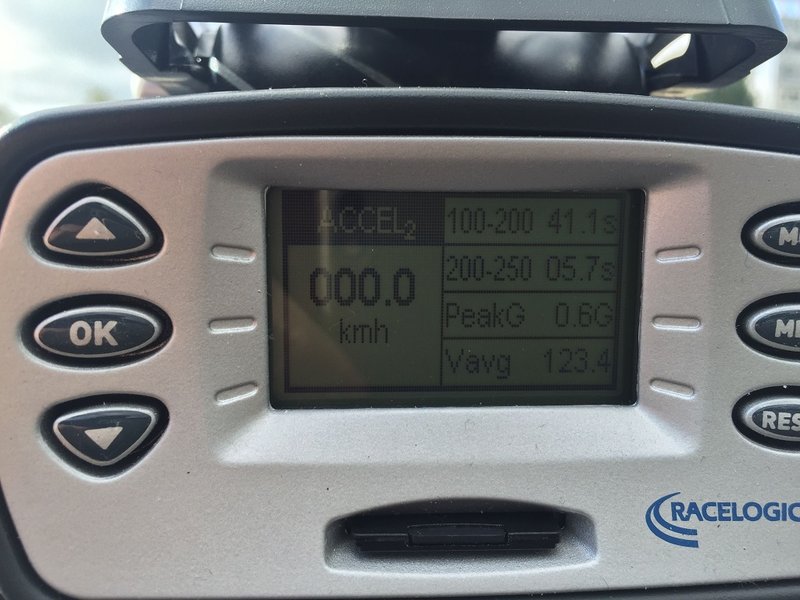 ACCEL2
100-200 41.1s
200-250 05.7s
000.0
kmh
PeakG 0.6G
Vavg 123.4
OK
RACELOGIC